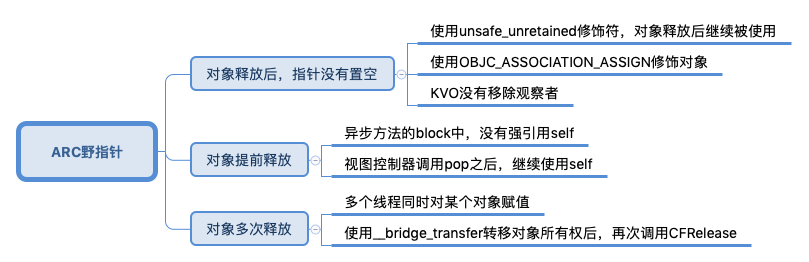 ARC野指针
对象释放后，指针没有置空
使用unsafe_unretained修饰符，对象释放后继续被使用
使用OBJC_ASSOCIATION_ASSIGN修饰对象
KVO没有移除观察者
对象提前释放
异步方法的block中，没有强引用self
视图控制器调用pop之后，继续使用self
对象多次释放
多个线程同时对某个对象赋值
使用__bridge_transfer转移对象所有权后，再次调用CFRelease